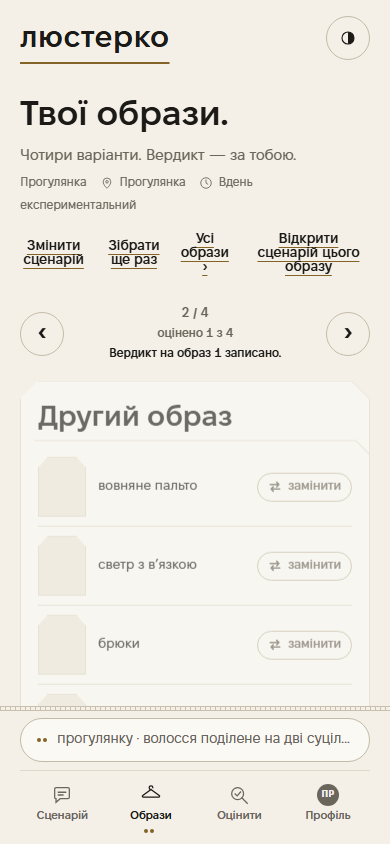 люстерко
Твої образи.
Чотири варіанти. Вердикт — за тобою.
Прогулянка Прогулянка Вдень
експериментальний
Змінити
сценарій
Зібрати
ще раз
Усі
образи
›
Відкрити
сценарій цього
образу
‹
2 / 4
оцінено 1 з 4
Вердикт на образ 1 записано.
›
Другий образ
вовняне пальто
замінити
светр з в’язкою
замінити
брюки
замінити
прогулянку · волосся поділене на дві суціл...
Сценарій
Образи
Оцінити
ПР
Профіль